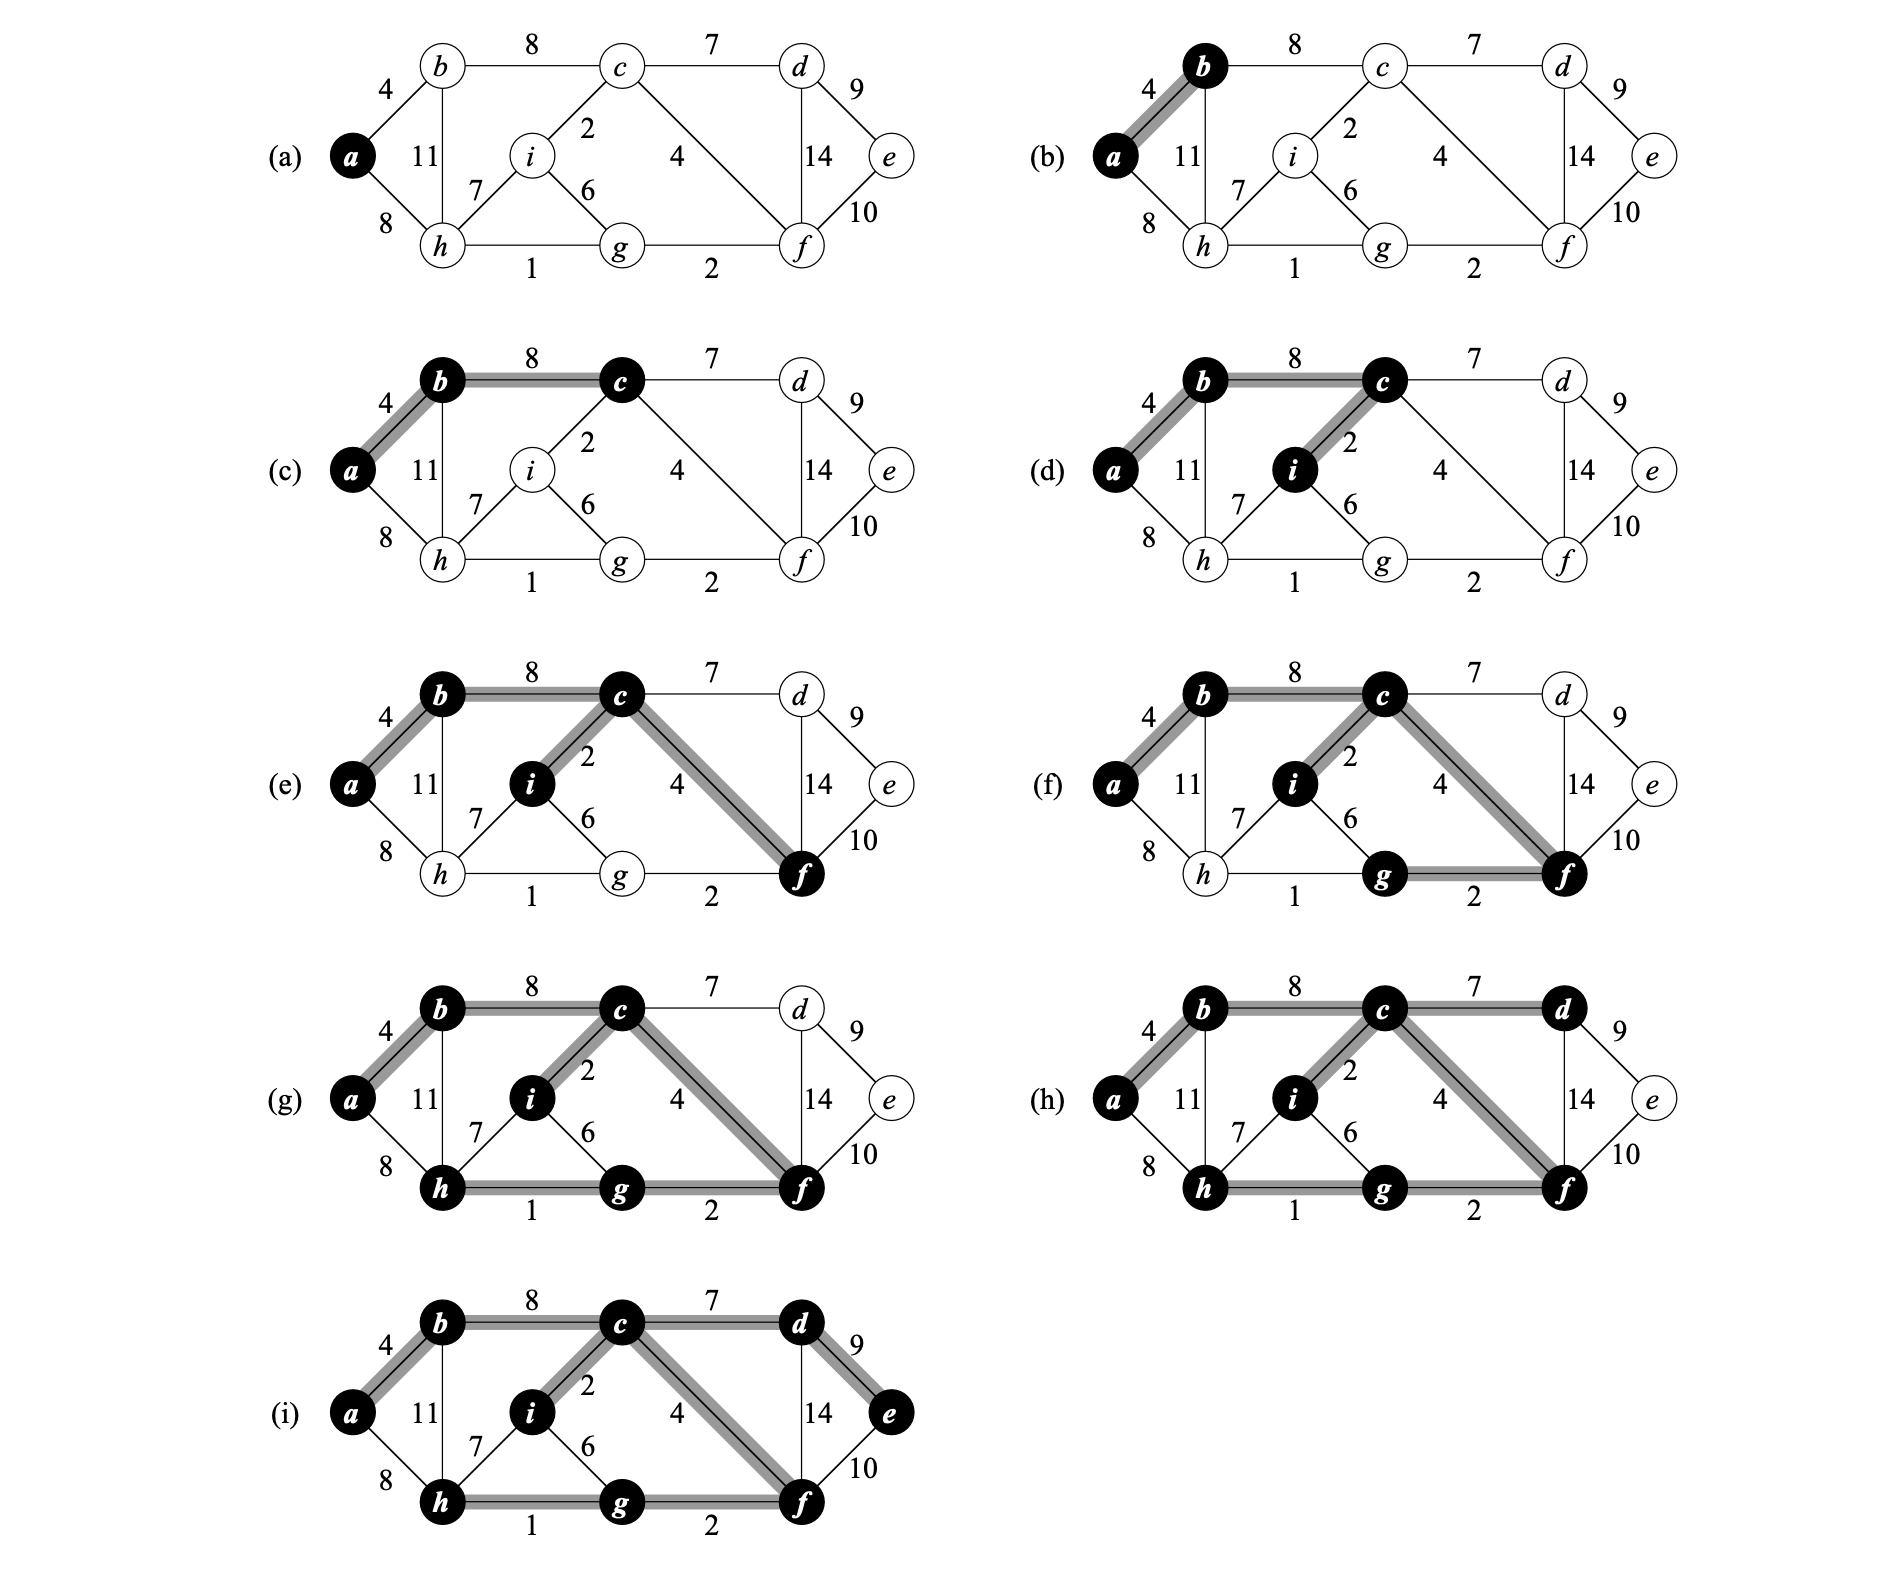 8 7 8 7
b c d b c d
4 9 4 9
2 2
(a) a 11 i 4 14 e (b) a 11 i 4 14 e
7 6 7 6
8 10 8 10
h g f h g f
1 2 1 2
8 7 8 7
b c d b c d
4 9 4 9
2 2
(c) a 11 i 4 14 e (d) a 11 i 4 14 e
7 6 7 6
8 10 8 10
h g f h g f
1 2 1 2
8 7 8 7
b c d b c d
4 9 4 9
2 2
(e) a 11 i 4 14 e (f) a 11 i 4 14 e
7 6 7 6
8 10 8 10
h g f h g f
1 2 1 2
8 7 8 7
b c d b c d
4 9 4 9
2 2
(g) a 11 i 4 14 e (h) a 11 i 4 14 e
7 6 7 6
8 10 8 10
h g f h g f
1 2 1 2
8 7
b c d
4 9
2
(i) a 11 i 4 14 e
7 6
8 10
h g f
1 2